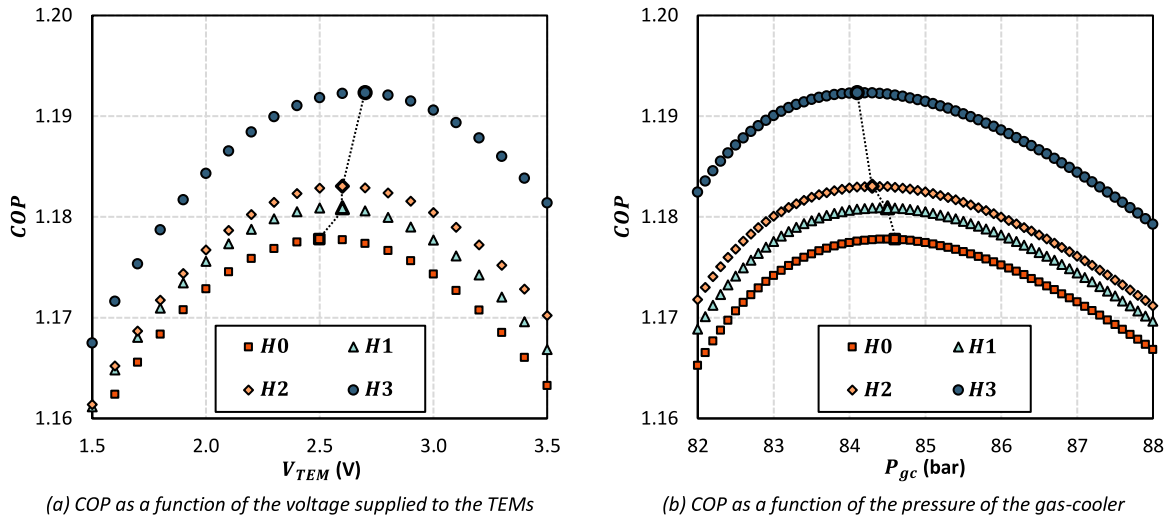 1.20
1.19
1.18
1.17
1.16
COP
1.5 2.0 2.5 3.0 3.5
V_TEM (V)
H0 H1
H2 H3
(a) COP as a function of the voltage supplied to the TEMs
1.20
1.19
1.18
1.17
1.16
COP
82 83 84 85 86 87 88
P_gc (bar)
H0 H1
H2 H3
(b) COP as a function of the pressure of the gas-cooler